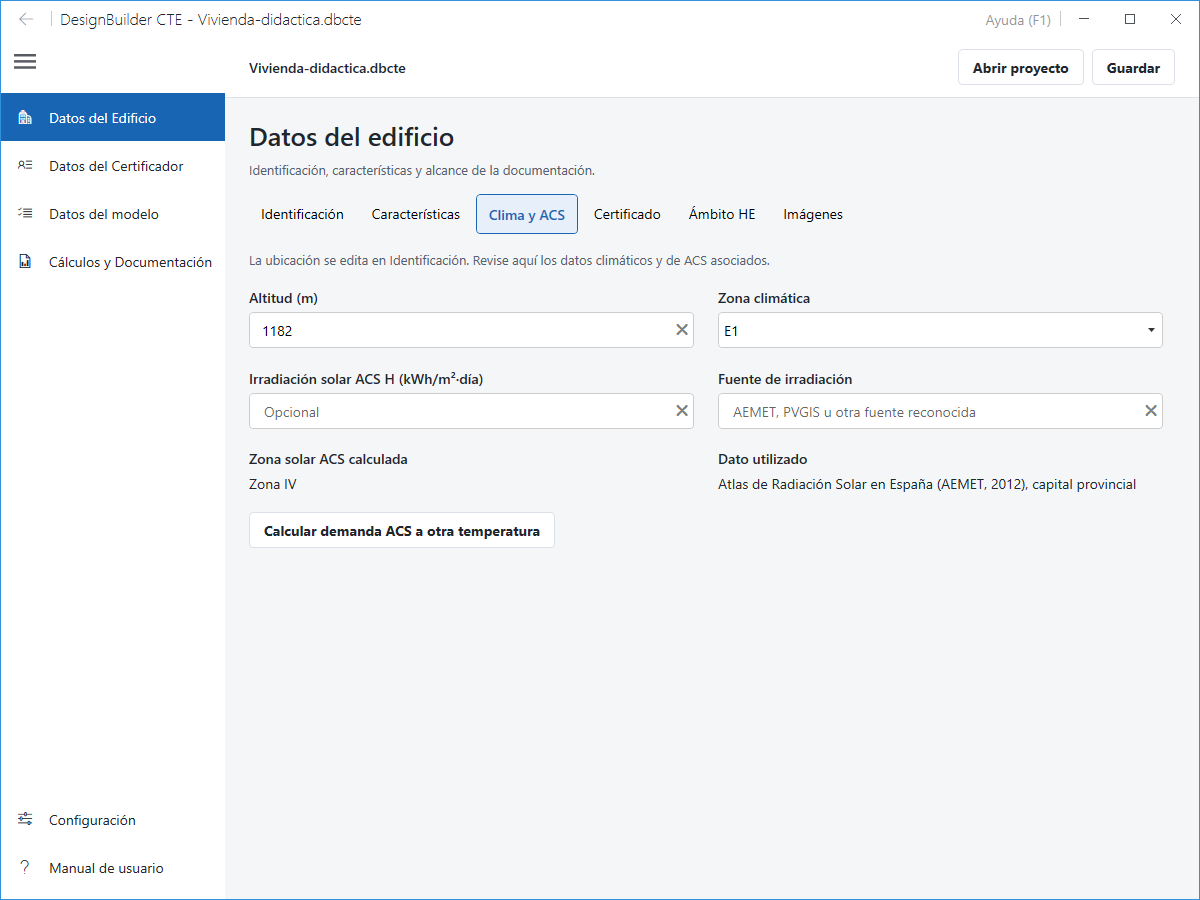 DesignBuilder CTE - Vivienda-didactica.dbcte
Ayuda (F1)
Vivienda-didactica.dbcte
Abrir proyecto
Guardar
Datos del Edificio
Datos del Certificador
Datos del modelo
Cálculos y Documentación
Datos del edificio
Identificación, características y alcance de la documentación.
Identificación
Características
Clima y ACS
Certificado
Ámbito HE
Imágenes
La ubicación se edita en Identificación. Revise aquí los datos climáticos y de ACS asociados.
Altitud (m)
Zona climática
1182
E1
Irradiación solar ACS H (kWh/m²·día)
Fuente de irradiación
Opcional
AEMET, PVGIS u otra fuente reconocida
Zona solar ACS calculada
Dato utilizado
Zona IV
Atlas de Radiación Solar en España (AEMET, 2012), capital provincial
Calcular demanda ACS a otra temperatura
Configuración
Manual de usuario